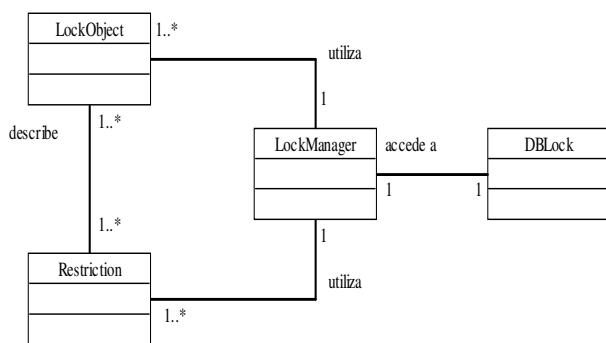 LockObject
1..*
utiliza
1
describe
1..*
LockManager
accede a
DBLock
1
1
1..*
1
Restriction
utiliza
1..*